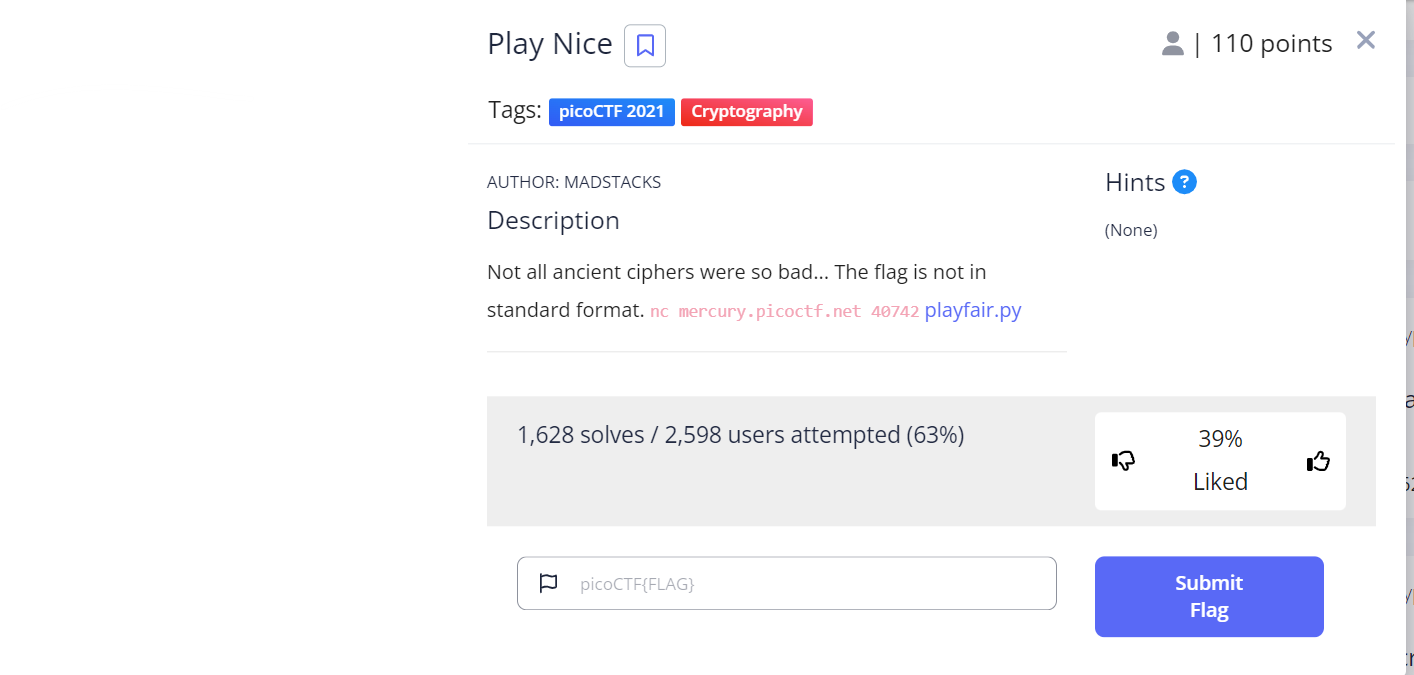 Play Nice
| 110 points
Tags: picoCTF 2021 Cryptography
AUTHOR: MADSTACKS
Hints ?
Description
(None)
Not all ancient ciphers were so bad... The flag is not in
standard format. nc mercury.picoctf.net 40742 playfair.py
1,628 solves / 2,598 users attempted (63%)
39%
Liked
picoCTF{FLAG}
Submit
Flag